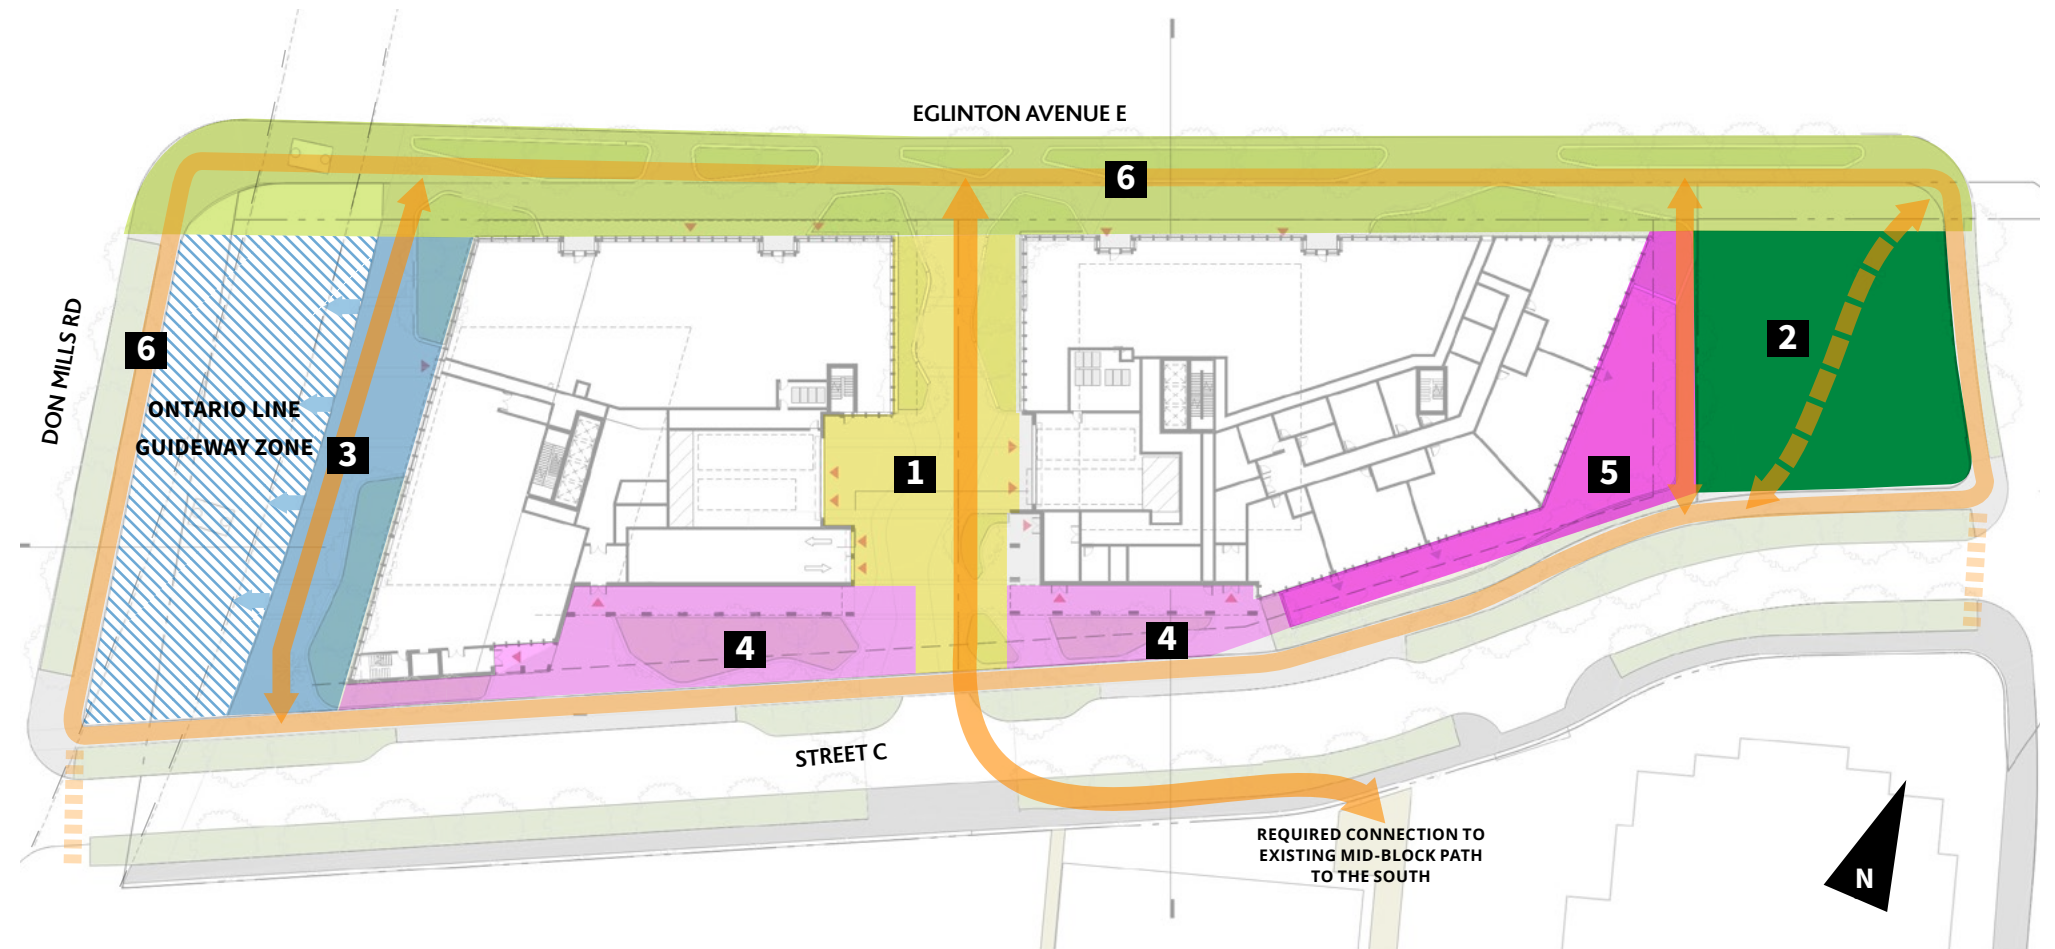 EGLINTON AVENUE E
6
DON MILLS RD
6
2
ONTARIO LINE
GUIDEWAY ZONE
3
1
5
4
4
STREET C
REQUIRED CONNECTION TO
EXISTING MID-BLOCK PATH
TO THE SOUTH
N